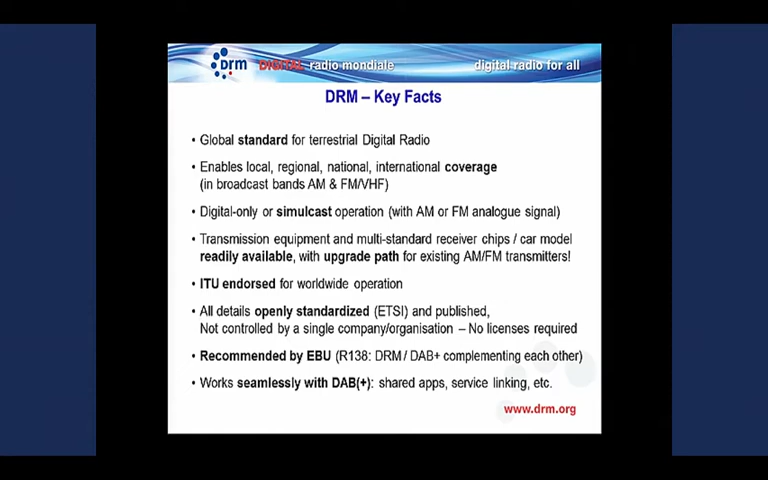 drm DIGITAL radio mondiale digital radio for all
DRM – Key Facts
• Global standard for terrestrial Digital Radio
• Enables local, regional, national, international coverage
(in broadcast bands AM & FM/VHF)
• Digital-only or simulcast operation (with AM or FM analogue signal)
• Transmission equipment and multi-standard receiver chips / car model
readily available, with upgrade path for existing AM/FM transmitters!
• ITU endorsed for worldwide operation
• All details openly standardized (ETSI) and published,
Not controlled by a single company/organisation – No licenses required
• Recommended by EBU (R138: DRM / DAB+ complementing each other)
• Works seamlessly with DAB(+): shared apps, service linking, etc.
www.drm.org